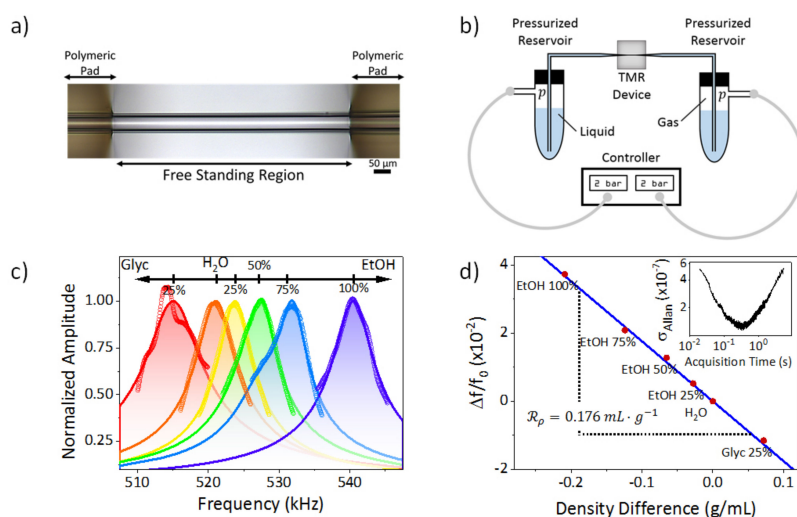 a)
Polymeric
Pad
Polymeric
Pad
Free Standing Region
50 µm
b)
Pressurized
Reservoir
Pressurized
Reservoir
TMR
Device
p
p
Liquid
Gas
Controller
2 bar
2 bar
c)
Glyc
H₂O
50%
EtOH
25%
25%
75%
100%
Normalized Amplitude
1.00
0.75
0.50
0.25
510
520
530
540
Frequency (kHz)
d)
Δf/f₀ (x10⁻²)
4
2
0
-2
-0.2
-0.1
0.0
0.1
Density Difference (g/mL)
EtOH 100%
EtOH 75%
EtOH 50%
EtOH 25%
H₂O
Glyc 25%
ℛρ = 0.176 mL · g⁻¹
σAllan (x10⁻⁷)
6
4
2
10⁻²
10⁻¹
10⁰
Acquisition Time (s)